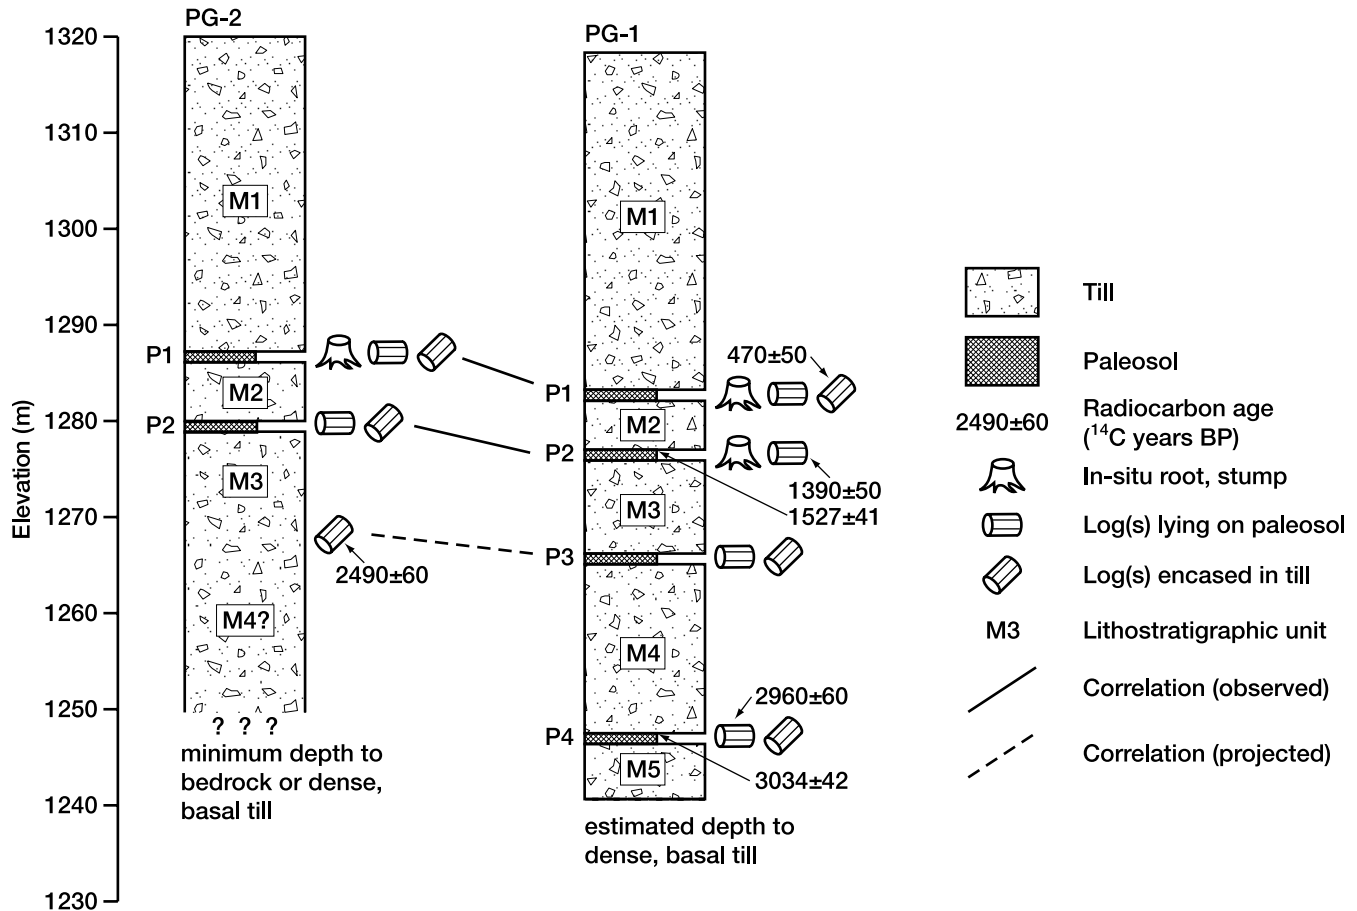 PG-2
PG-1
1320
1310
1300
1290
1280
1270
1260
1250
1240
1230
Elevation (m)
M1
P1
M2
P2
M3
2490±60
M4?
? ? ?
minimum depth to
bedrock or dense,
basal till
M1
470±50
P1
M2
P2
1390±50
1527±41
M3
P3
M4
2960±60
P4
M5
3034±42
estimated depth to
dense, basal till
Till
Paleosol
2490±60
Radiocarbon age
(14C years BP)
In-situ root, stump
Log(s) lying on paleosol
Log(s) encased in till
M3
Lithostratigraphic unit
Correlation (observed)
Correlation (projected)